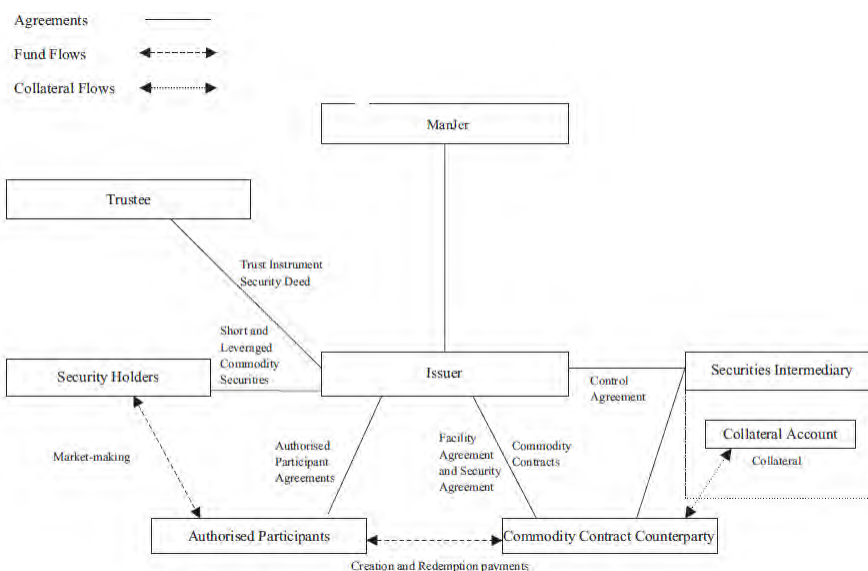 Agreements
Fund Flows
Collateral Flows
ManJer
Trustee
Trust Instrument
Security Deed
Short and
Leveraged
Commodity
Securities
Security Holders
Issuer
Control
Agreement
Securities Intermediary
Collateral Account
Collateral
Market-making
Authorised
Participant
Agreements
Facility
Agreement
and Security
Agreement
Commodity
Contracts
Authorised Participants
Commodity Contract Counterparty
Creation and Redemption payments